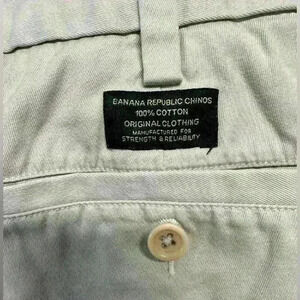 BANANA REPUBLIC CHINOS
100% COTTON
ORIGINAL CLOTHING
MANUFACTURED FOR
STRENGTH & RELIABILITY